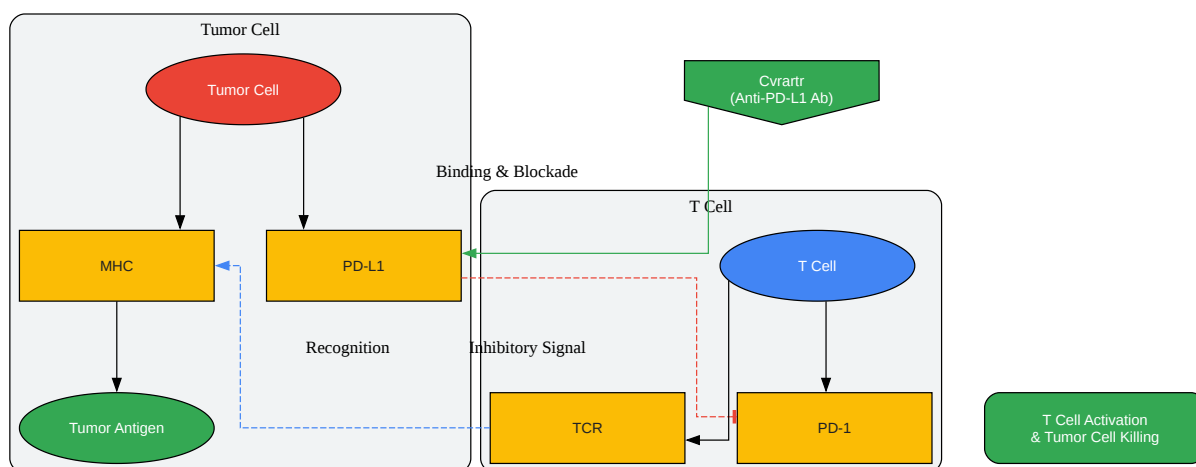 Tumor Cell
Tumor Cell
Cvrartr
(Anti-PD-L1 Ab)
Binding & Blockade
T Cell
MHC
PD-L1
T Cell
Recognition
Inhibitory Signal
Tumor Antigen
TCR
PD-1
T Cell Activation
& Tumor Cell Killing